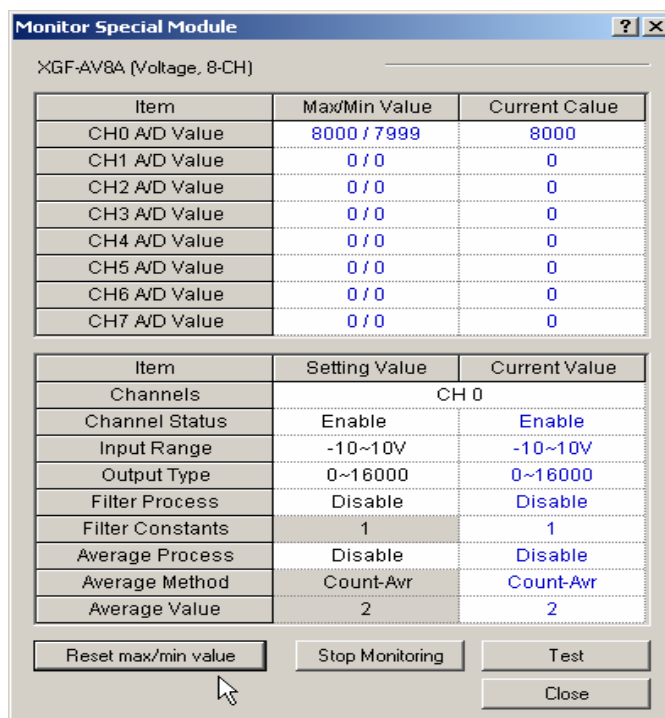 Monitor Special Module
XGF-AV8A (Voltage, 8-CH)
Item Max/Min Value Current Calue
CH0 A/D Value 8000 / 7999 8000
CH1 A/D Value 0 / 0 0
CH2 A/D Value 0 / 0 0
CH3 A/D Value 0 / 0 0
CH4 A/D Value 0 / 0 0
CH5 A/D Value 0 / 0 0
CH6 A/D Value 0 / 0 0
CH7 A/D Value 0 / 0 0
Item Setting Value Current Value
Channels CH 0
Channel Status Enable Enable
Input Range -10~10V -10~10V
Output Type 0~16000 0~16000
Filter Process Disable Disable
Filter Constants 1 1
Average Process Disable Disable
Average Method Count-Avr Count-Avr
Average Value 2 2
Reset max/min value Stop Monitoring Test
Close